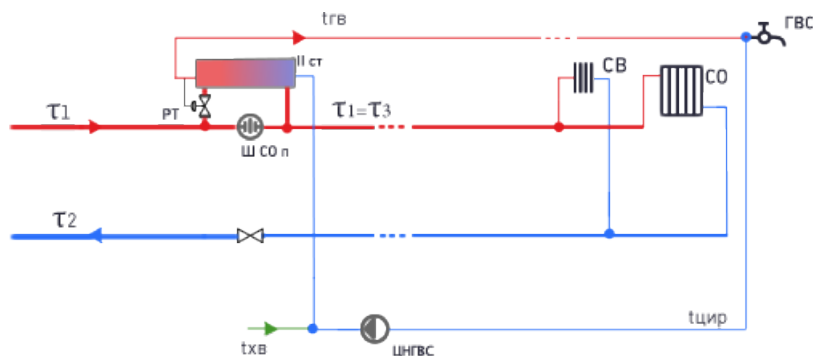 tгв
ГВС
II ст
СВ
СО
τ1
РТ
τ1=τ3
Ш СО п
τ2
tцир
tхв
ЦНГВС